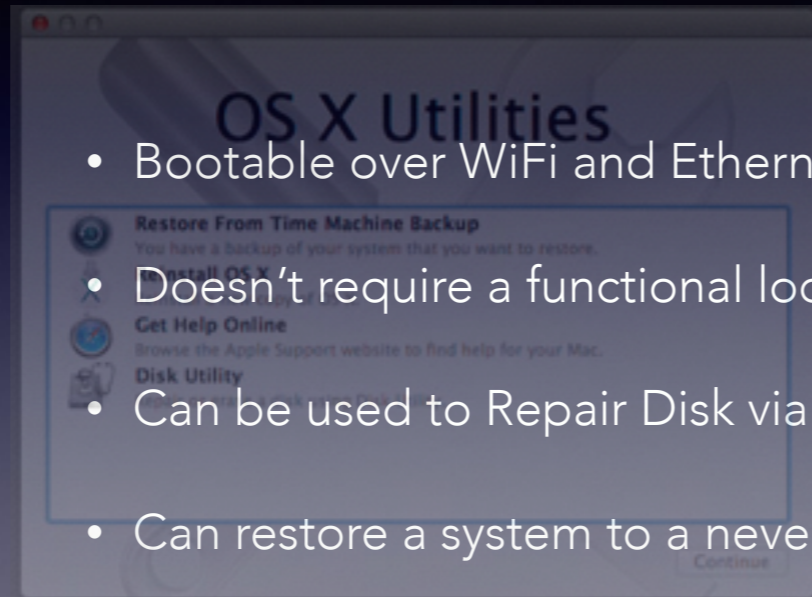 OS X Utilities
• Bootable over WiFi and Ethern
Restore From Time Machine Backup
You have a backup of your system that you want to restore.
Reinstall OS X
• Doesn't require a functional loc
Get Help Online
Browse the Apple Support website to find help for your Mac.
Disk Utility
• Can be used to Repair Disk via
• Can restore a system to a neve
Continue